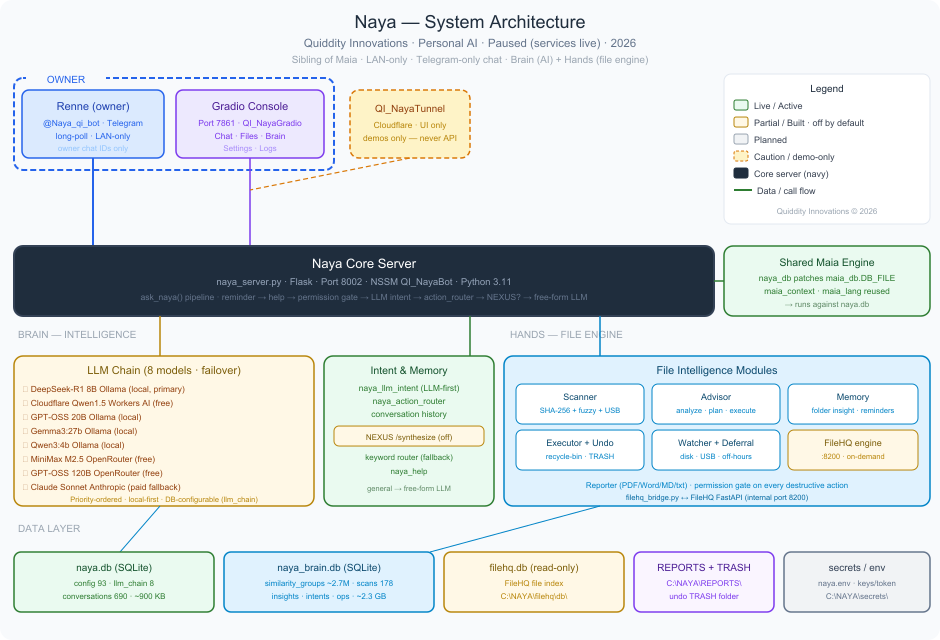 Naya — System Architecture
Quiddity Innovations · Personal AI · Paused (services live) · 2026
Sibling of Maia · LAN-only · Telegram-only chat · Brain (AI) + Hands (file engine)
OWNER
Renne (owner)
@Naya_qi_bot · Telegram
long-poll · LAN-only
owner chat IDs only
Gradio Console
Port 7861 · QI_NayaGradio
Chat · Files · Brain
Settings · Logs
QI_NayaTunnel
Cloudflare · UI only
demos only — never API
Legend
Live / Active
Partial / Built · off by default
Planned
Caution / demo-only
Core server (navy)
Data / call flow
Quiddity Innovations © 2026
Naya Core Server
naya_server.py · Flask · Port 8002 · NSSM QI_NayaBot · Python 3.11
ask_naya() pipeline · reminder → help → permission gate → LLM intent → action_router → NEXUS? → free-form LLM
Shared Maia Engine
naya_db patches maia_db.DB_FILE
maia_context · maia_lang reused
→ runs against naya.db
BRAIN — INTELLIGENCE
HANDS — FILE ENGINE
LLM Chain (8 models · failover)
DeepSeek-R1 8B Ollama (local, primary)
Cloudflare Qwen1.5 Workers AI (free)
GPT-OSS 20B Ollama (local)
Gemma3:27b Ollama (local)
Qwen3:4b Ollama (local)
MiniMax M2.5 OpenRouter (free)
GPT-OSS 120B OpenRouter (free)
Claude Sonnet Anthropic (paid fallback)
Priority-ordered · local-first · DB-configurable (llm_chain)
Intent & Memory
naya_llm_intent (LLM-first)
naya_action_router
conversation history
NEXUS /synthesize (off)
keyword router (fallback)
naya_help
general → free-form LLM
File Intelligence Modules
Scanner
SHA-256 + fuzzy + USB
Advisor
analyze · plan · execute
Memory
folder insight · reminders
Executor + Undo
recycle-bin · TRASH
Watcher + Deferral
disk · USB · off-hours
FileHQ engine
:8200 · on-demand
Reporter (PDF/Word/MD/txt) · permission gate on every destructive action
filehq_bridge.py ↔ FileHQ FastAPI (internal port 8200)
DATA LAYER
naya.db (SQLite)
config 93 · llm_chain 8
conversations 690 · ~900 KB
naya_brain.db (SQLite)
similarity_groups ~2.7M · scans 178
insights · intents · ops · ~2.3 GB
filehq.db (read-only)
FileHQ file index
C:\NAYA\filehq\db\
REPORTS + TRASH
C:\NAYA\REPORTS\
undo TRASH folder
secrets / env
naya.env · keys/token
C:\NAYA\secrets\